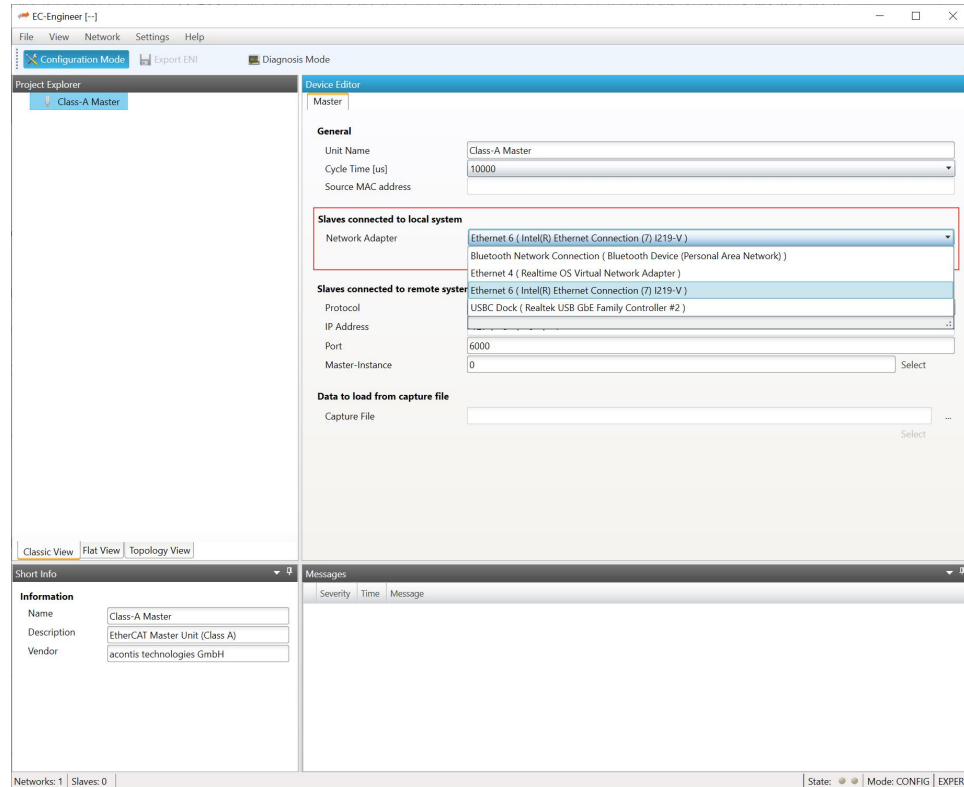 EC-Engineer [--]
File View Network Settings Help
Configuration Mode Export ENI Diagnosis Mode
Project Explorer
Class-A Master
Classic View Flat View Topology View
Device Editor
Master
General
Unit Name Class-A Master
Cycle Time [us] 10000
Source MAC address
Slaves connected to local system
Network Adapter Ethernet 6 ( Intel(R) Ethernet Connection (7) I219-V )
Bluetooth Network Connection ( Bluetooth Device (Personal Area Network) )
Ethernet 4 ( Realtime OS Virtual Network Adapter )
Ethernet 6 ( Intel(R) Ethernet Connection (7) I219-V )
USBC Dock ( Realtek USB GbE Family Controller #2 )
Slaves connected to remote system
Protocol
IP Address
Port 6000
Master-Instance 0 Select
Data to load from capture file
Capture File ...
Select
Short Info
Information
Name Class-A Master
Description EtherCAT Master Unit (Class A)
Vendor acontis technologies GmbH
Messages
Severity Time Message
Networks: 1 Slaves: 0 State: Mode: CONFIG EXPER